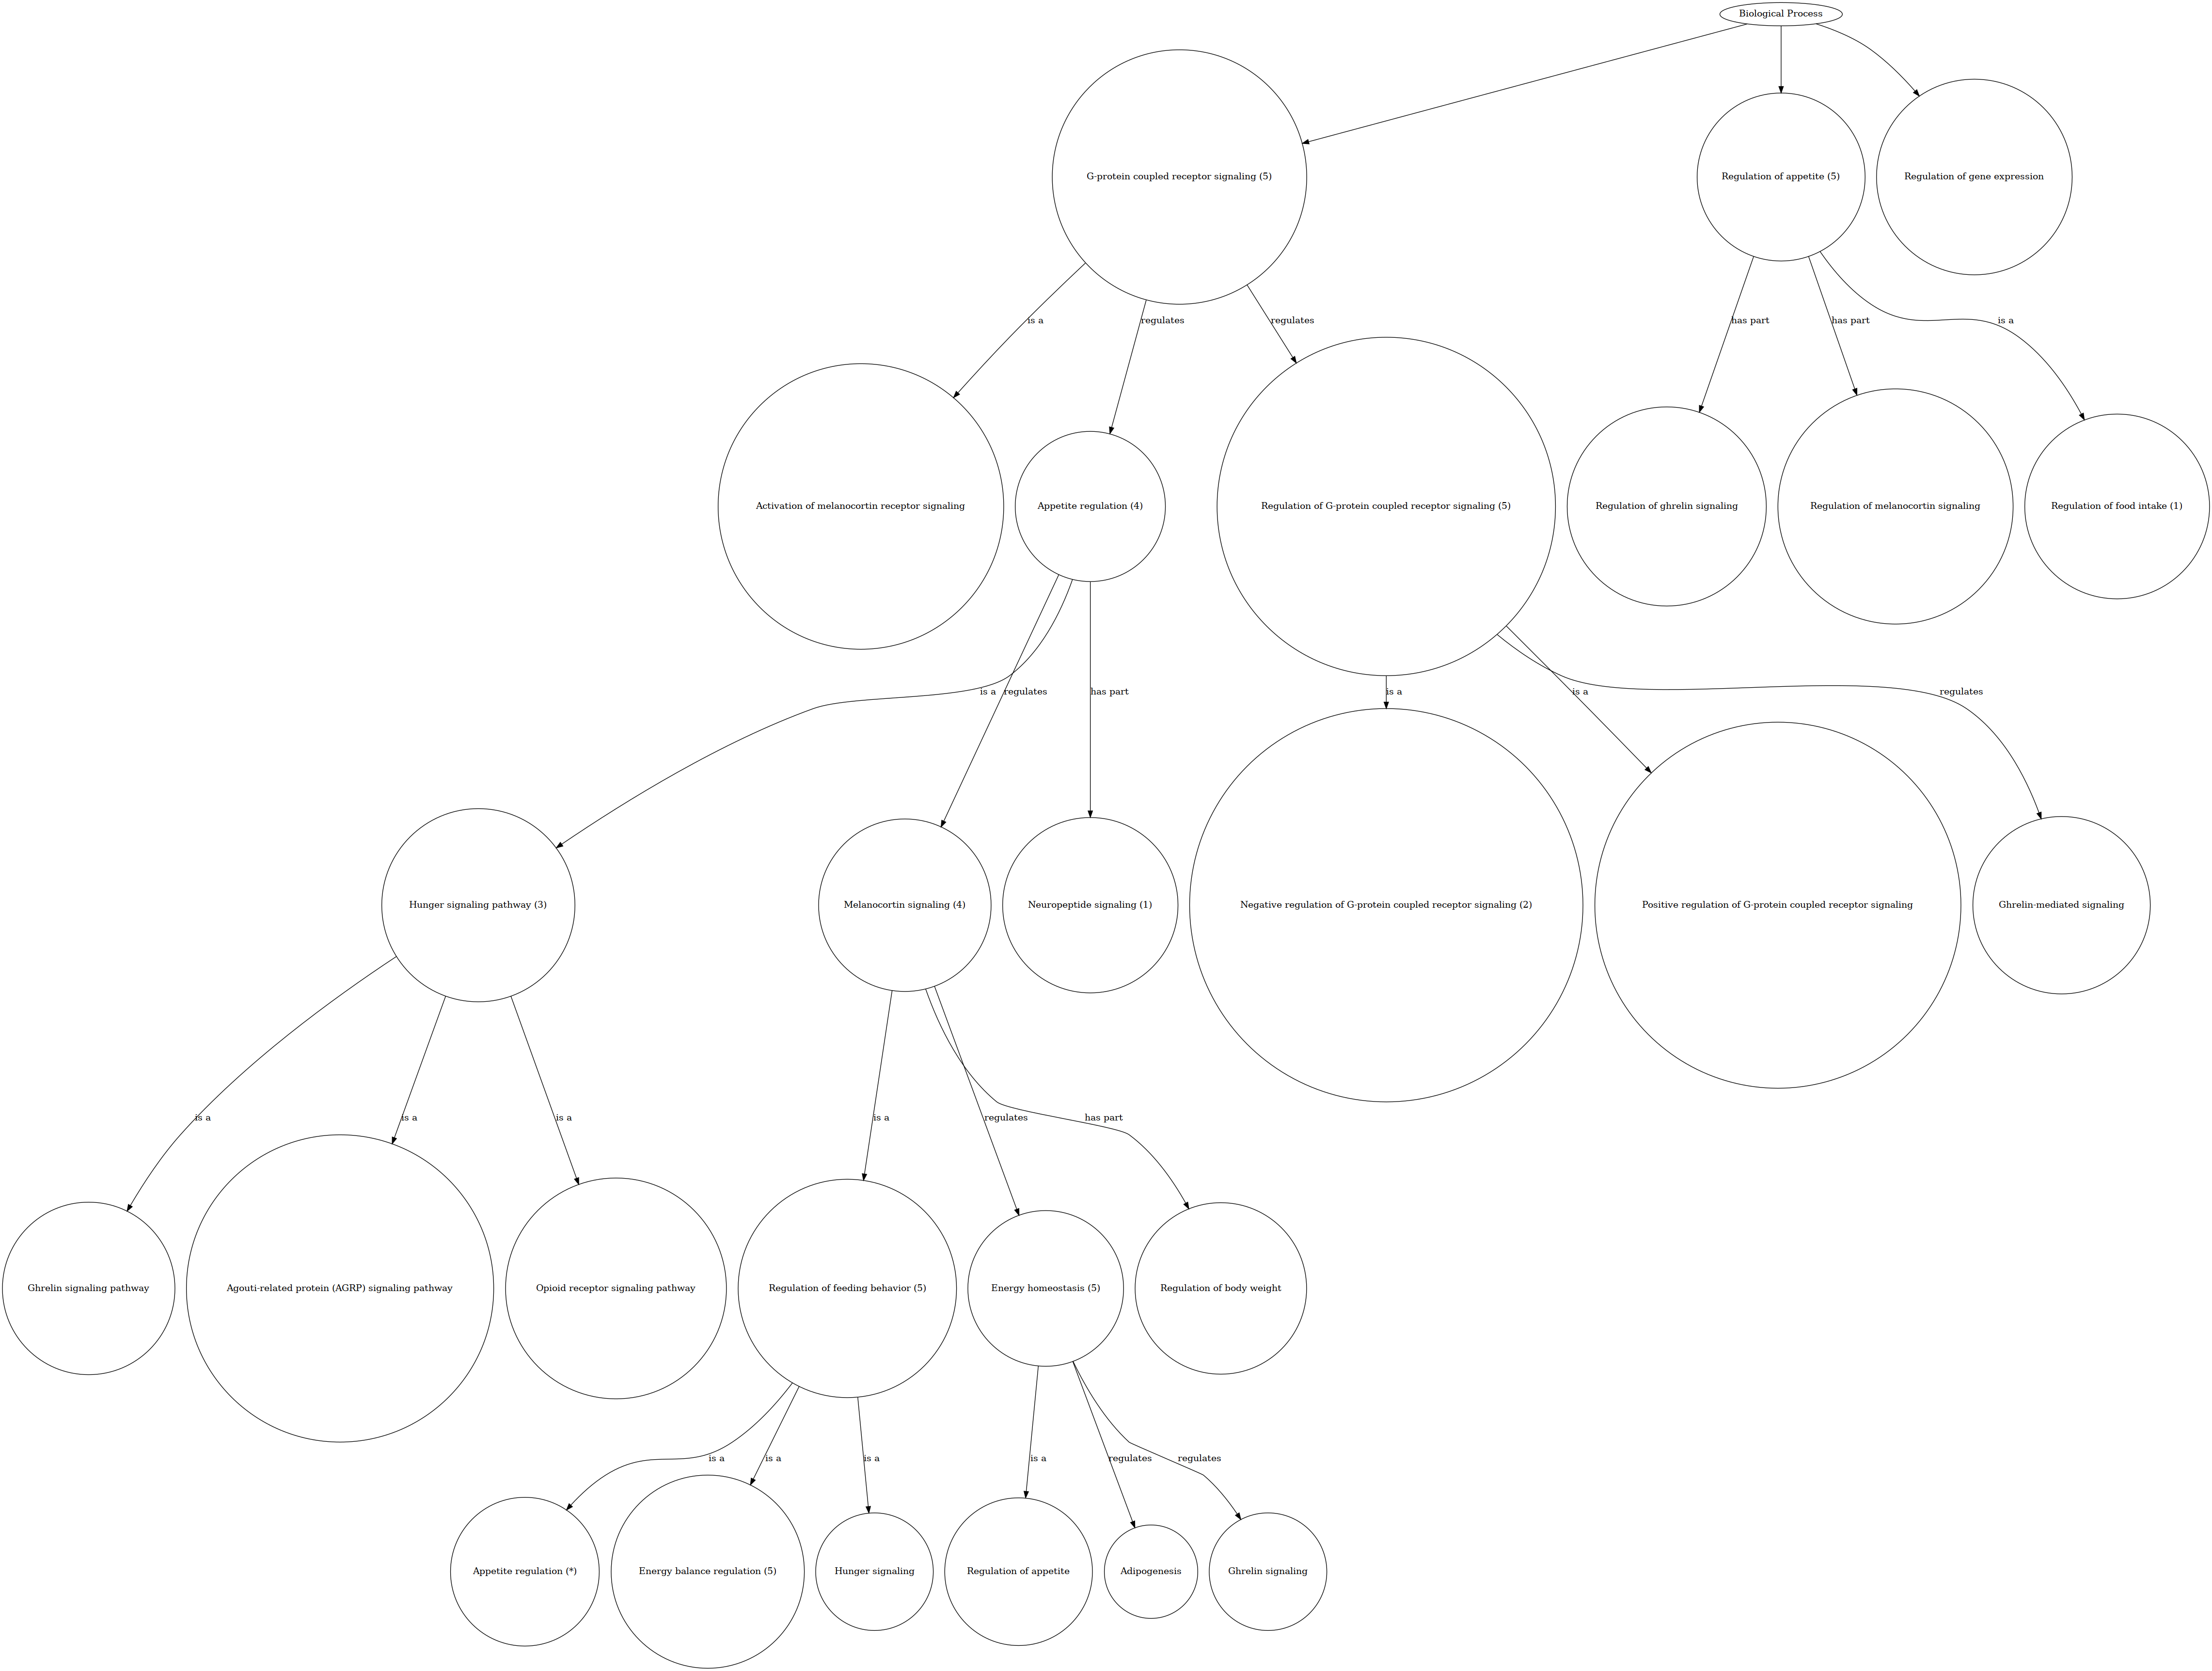 Biological Process
G-protein coupled receptor signaling (5)
Regulation of appetite (5)
Regulation of gene expression
is a
regulates
regulates
has part
has part
is a
Activation of melanocortin receptor signaling
Appetite regulation (4)
Regulation of G-protein coupled receptor signaling (5)
Regulation of ghrelin signaling
Regulation of melanocortin signaling
Regulation of food intake (1)
is a
regulates
has part
is a
is a
regulates
Hunger signaling pathway (3)
Melanocortin signaling (4)
Neuropeptide signaling (1)
Negative regulation of G-protein coupled receptor signaling (2)
Positive regulation of G-protein coupled receptor signaling
Ghrelin-mediated signaling
is a
is a
is a
is a
regulates
has part
Ghrelin signaling pathway
Agouti-related protein (AGRP) signaling pathway
Opioid receptor signaling pathway
Regulation of feeding behavior (5)
Energy homeostasis (5)
Regulation of body weight
is a
is a
is a
is a
regulates
regulates
Appetite regulation (*)
Energy balance regulation (5)
Hunger signaling
Regulation of appetite
Adipogenesis
Ghrelin signaling